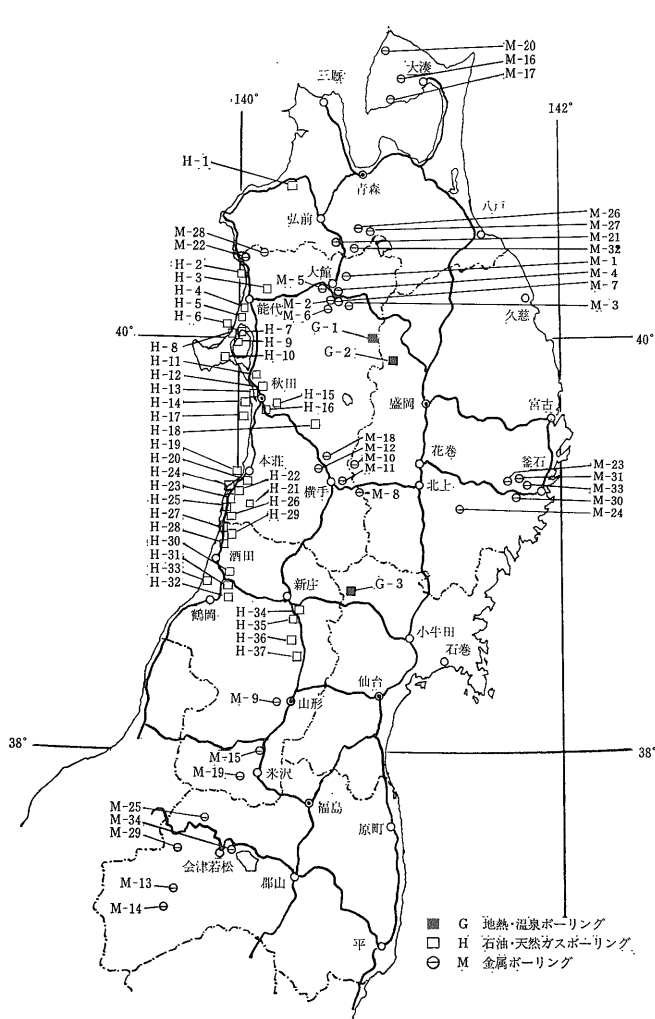 M-20
M-16
大湊
M-17
三厩
140°
142°
H-1
青森
弘前
八戸
M-26
M-27
M-21
M-32
M-1
M-4
M-7
M-3
M-28
M-22
H-2
H-3
H-4
H-5
H-6
M-5
大館
M-2
M-6
能代
久慈
40°
40°
G-1
G-2
H-7
H-9
H-8
H-10
H-11
H-12
H-13
H-14
H-17
H-18
秋田
H-15
H-16
盛岡
宮古
H-19
H-20
H-24
H-23
H-25
H-27
H-28
H-30
H-31
H-33
H-32
本荘
H-22
H-21
H-26
H-29
M-18
M-12
M-10
M-11
横手
M-8
花巻
北上
釜石
M-23
M-31
M-33
M-30
M-24
酒田
鶴岡
新庄
G-3
H-34
H-35
H-36
H-37
小牛田
石巻
仙台
M-9
山形
38°
38°
M-15
M-19
米沢
福島
原町
M-25
M-34
M-29
会津若松
M-13
M-14
郡山
平
G 地熱・温泉ボーリング
H 石油・天然ガスボーリング
M 金属ボーリング